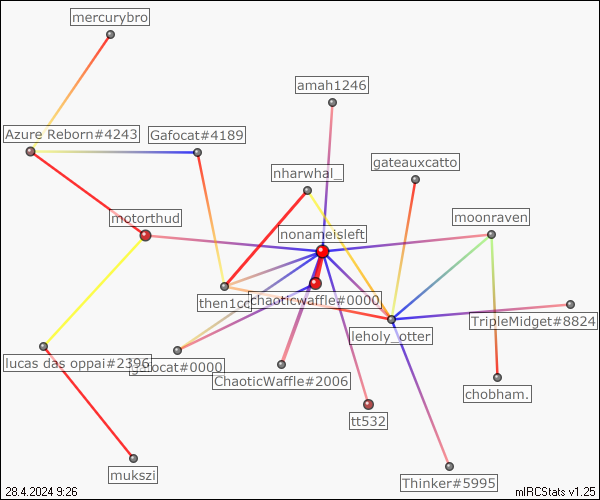 mercurybro
amah1246
Azure Reborn#4243
Gafocat#4189
gateauxcatto
nharwhal_
motorthud
moonraven
nonameisleft
then1cc
chaoticwaffle#0000
TripleMidget#8824
leholy_otter
lucas das oppai#2396
cat#0000
ChaoticWaffle#2006
chobham.
tt532
mukszi
Thinker#5995
28.4.2024 9:26
mIRCStats v1.25